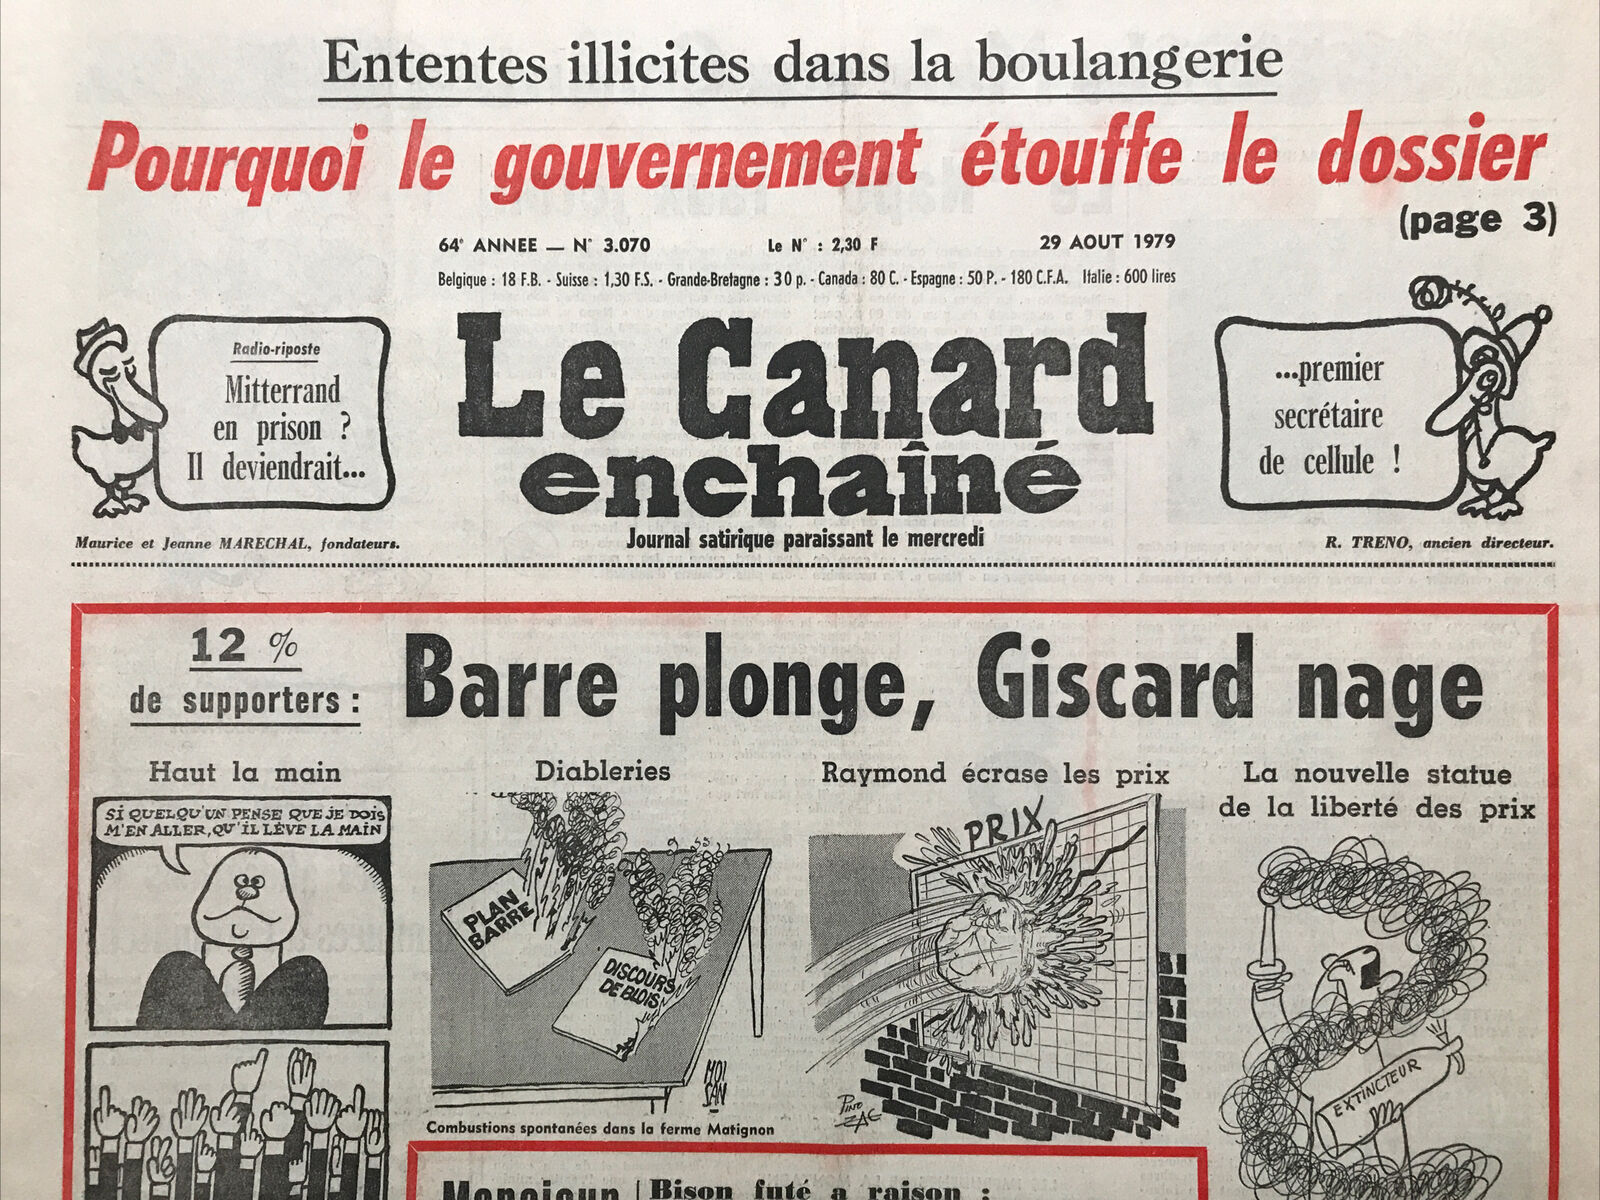 Ententes illicites dans la boulangerie
Pourquoi le gouvernement étouffe le dossier
(page 3)
64e ANNEE — N° 3.070
Le N° : 2,30 F
29 AOUT 1979
Belgique : 18 F.B. - Suisse : 1,30 F.S. - Grande-Bretagne : 30 p. - Canada : 80 C. - Espagne : 50 P. - 180 C.F.A. Italie : 600 lires
Radio-riposte
Mitterrand
en prison ?
Il deviendrait...
Le Canard
enchaîné
Journal satirique paraissant le mercredi
...premier
secrétaire
de cellule !
Maurice et Jeanne MARECHAL, fondateurs.
R. TRENO, ancien directeur.
12 %
de supporters :
Barre plonge, Giscard nage
Haut la main
SI QUELQU'UN PENSE QUE JE DOIS
M'EN ALLER, QU'IL LÈVE LA MAIN
Diableries
PLAN
BARRE
DISCOURS
DE BLOIS
MOI
SAN
Combustions spontanées dans la ferme Matignon
Raymond écrase les prix
PRIX
PINO
ZAC
La nouvelle statue
de la liberté des prix
EXTINCTEUR
Monsieur
Bison futé a raison :